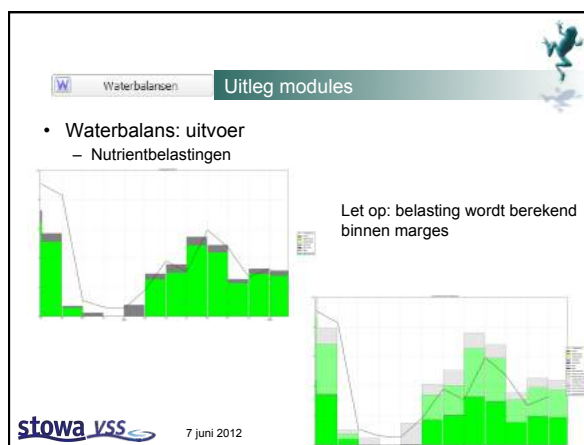 W Waterbalansen
Uitleg modules
• Waterbalans: uitvoer
– Nutrientbelastingen
Let op: belasting wordt berekend
binnen marges
stowa vss
7 juni 2012